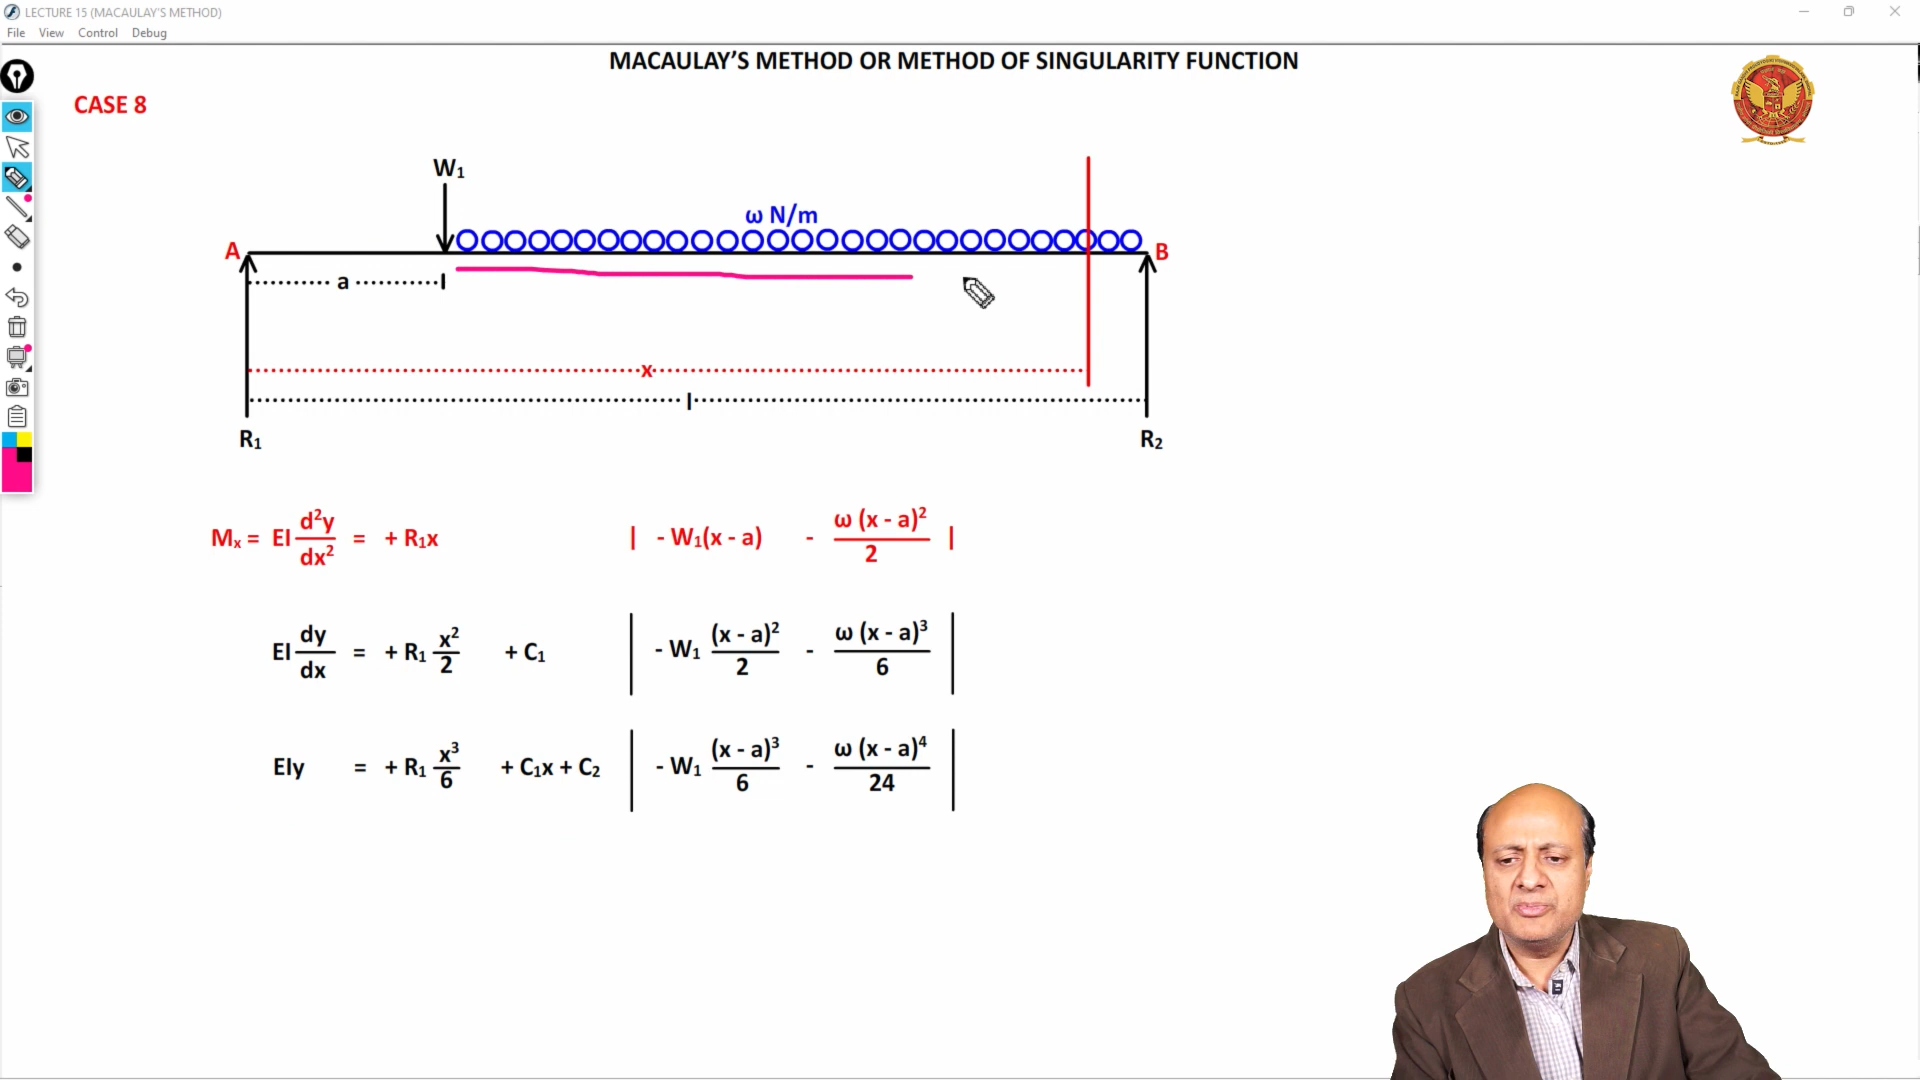 LECTURE 15 (MACAULAY'S METHOD)
File View Control Debug
MACAULAY'S METHOD OR METHOD OF SINGULARITY FUNCTION
CASE 8
W₁
ω N/m
A
B
a
x
l
R₁
R₂
Mₓ = EI d²y/dx² = + R₁x | - W₁(x - a) - ω (x - a)²/2 |
EI dy/dx = + R₁ x²/2 + C₁ | - W₁ (x - a)²/2 - ω (x - a)³/6 |
EIy = + R₁ x³/6 + C₁x + C₂ | - W₁ (x - a)³/6 - ω (x - a)⁴/24 |